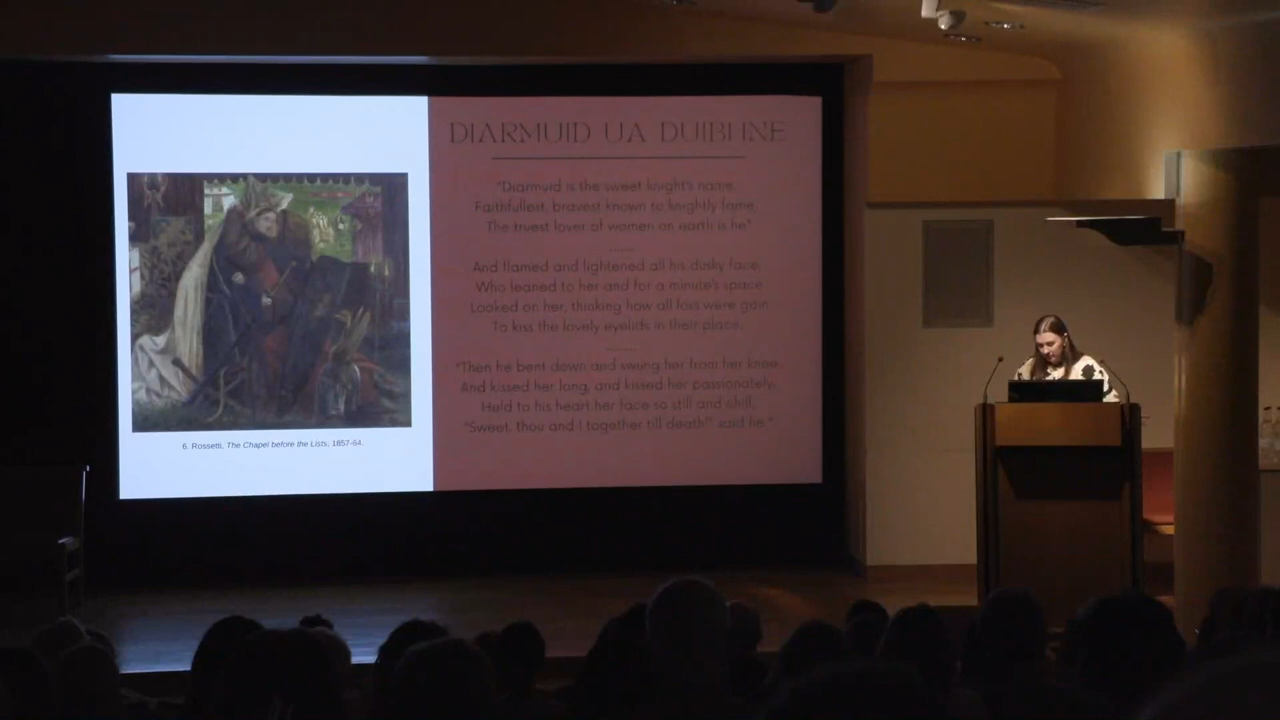 6. Rossetti, The Chapel before the Lists, 1857-64.
DIARMUID UA DUIBHNE
"Diarmuid is the sweet knight's name,
Faithfullest, bravest known to knightly fame
The truest lover of women on earth is he"
......
And flamed and lightened all his dusky face,
Who leaned to her and for a minute's space
Looked on her, thinking how all loss were gain
To kiss the lovely eyelids in their place,
......
"Then he bent down and swung her from her knee
And kissed her long, and kissed her passionately,
Held to his heart her face so still and chill,
"Sweet, thou and I together till death!" said he."